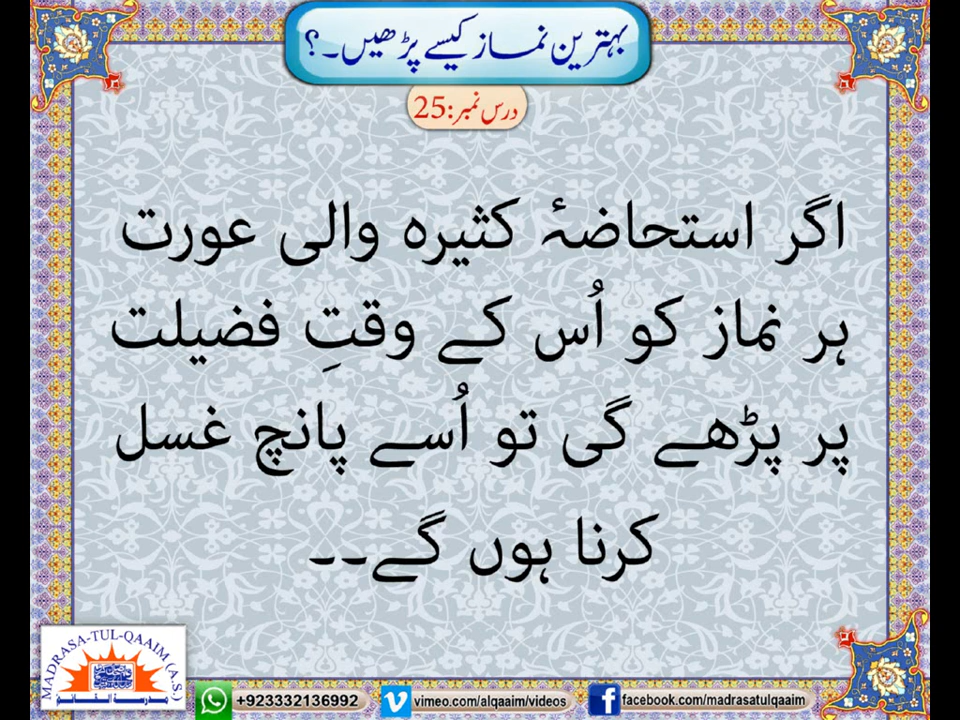 بہترین نماز کیسے پڑھیں۔؟
درس نمبر:25
اگر استحاضۂ کثیرہ والی عورت
ہر نماز کو اُس کے وقتِ فضیلت
پر پڑھے گی تو اُسے پانچ غسل
کرنا ہوں گے۔۔
MADRASA-TUL-QAAIM (A.S)
مدرسة القائم
+923332136992
vimeo.com/alqaaim/videos
facebook.com/madrasatulqaaim